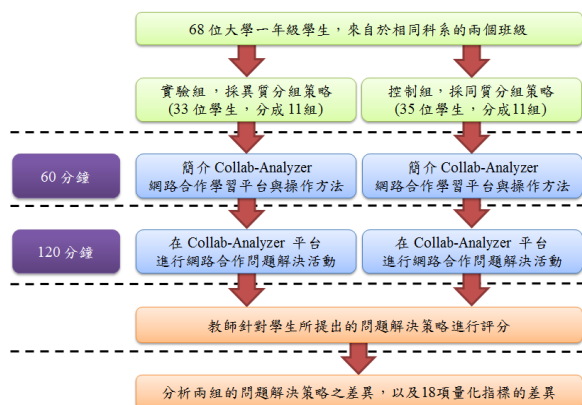 68 位大學一年級學生，來自於相同科系的兩個班級
實驗組，採異質分組策略
(33 位學生，分成11組)
控制組，採同質分組策略
(35 位學生，分成11組)
60 分鐘
簡介 Collab-Analyzer
網路合作學習平台與操作方法
簡介 Collab-Analyzer
網路合作學習平台與操作方法
120 分鐘
在 Collab-Analyzer 平台
進行網路合作問題解決活動
在 Collab-Analyzer 平台
進行網路合作問題解決活動
教師針對學生所提出的問題解決策略進行評分
分析兩組的問題解決策略之差異，以及18項量化指標的差異